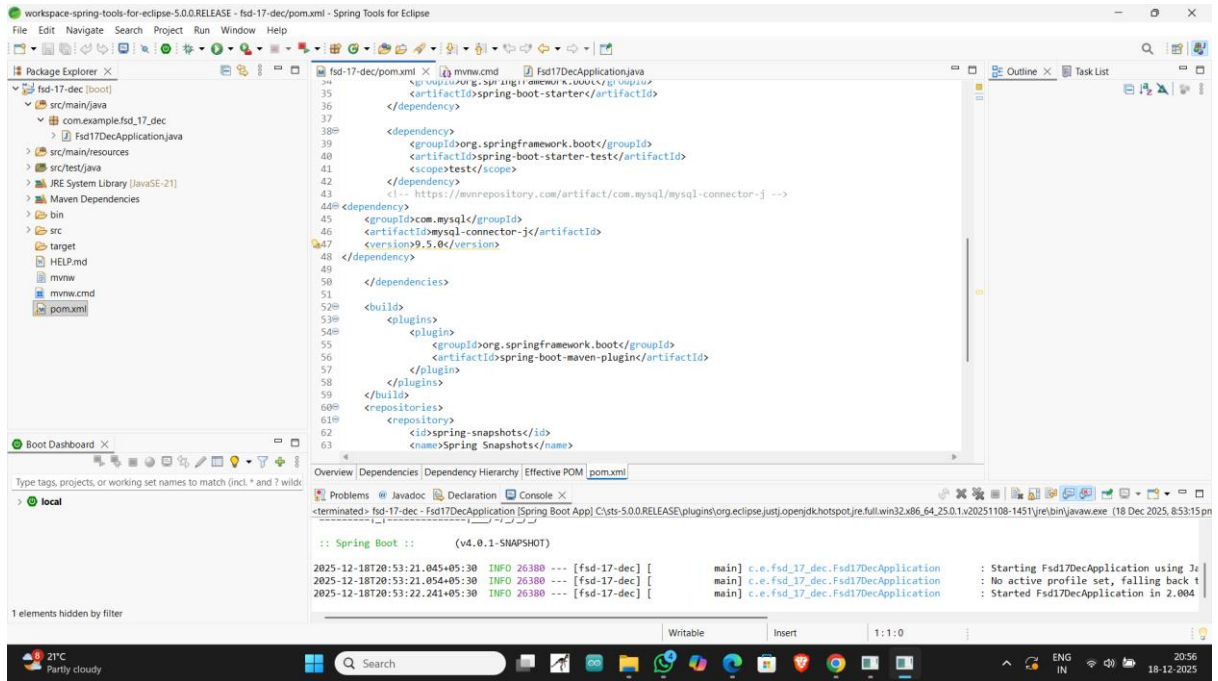 workspace-spring-tools-for-eclipse-5.0.0.RELEASE - fsd-17-dec/pom.xml - Spring Tools for Eclipse
File Edit Navigate Search Project Run Window Help
Package Explorer
fsd-17-dec [boot]
src/main/java
com.example.fsd_17_dec
Fsd17DecApplication.java
src/main/resources
src/test/java
JRE System Library [JavaSE-21]
Maven Dependencies
bin
src
target
HELP.md
mvnw
mvnw.cmd
pom.xml
Boot Dashboard
Type tags, projects, or working set names to match (incl. * and ? wildc
local
1 elements hidden by filter
fsd-17-dec/pom.xml mvnw.cmd Fsd17DecApplication.java
34 <groupId>org.springframework.boot</groupId>
35 <artifactId>spring-boot-starter</artifactId>
36 </dependency>
37
38 <dependency>
39 <groupId>org.springframework.boot</groupId>
40 <artifactId>spring-boot-starter-test</artifactId>
41 <scope>test</scope>
42 </dependency>
43 <!-- https://mvnrepository.com/artifact/com.mysql/mysql-connector-j -->
44 <dependency>
45 <groupId>com.mysql</groupId>
46 <artifactId>mysql-connector-j</artifactId>
47 <version>9.5.0</version>
48 </dependency>
49
50 </dependencies>
51
52 <build>
53 <plugins>
54 <plugin>
55 <groupId>org.springframework.boot</groupId>
56 <artifactId>spring-boot-maven-plugin</artifactId>
57 </plugin>
58 </plugins>
59 </build>
60 <repositories>
61 <repository>
62 <id>spring-snapshots</id>
63 <name>Spring Snapshots</name>
Overview Dependencies Dependency Hierarchy Effective POM pom.xml
Outline Task List
Problems Javadoc Declaration Console
<terminated> fsd-17-dec - Fsd17DecApplication [Spring Boot App] C:\sts-5.0.0.RELEASE\plugins\org.eclipse.justj.openjdk.hotspot.jre.full.win32.x86_64_25.0.1.v20251108-1451\jre\bin\javaw.exe (18 Dec 2025, 8:53:15 pm
:: Spring Boot :: (v4.0.1-SNAPSHOT)
2025-12-18T20:53:21.045+05:30 INFO 26380 --- [fsd-17-dec] [ main] c.e.fsd_17_dec.Fsd17DecApplication : Starting Fsd17DecApplication using Ja
2025-12-18T20:53:21.054+05:30 INFO 26380 --- [fsd-17-dec] [ main] c.e.fsd_17_dec.Fsd17DecApplication : No active profile set, falling back t
2025-12-18T20:53:22.241+05:30 INFO 26380 --- [fsd-17-dec] [ main] c.e.fsd_17_dec.Fsd17DecApplication : Started Fsd17DecApplication in 2.004
Writable Insert 1:1:0
8
21°C
Partly cloudy
Search
4
ENG
IN
20:56
18-12-2025